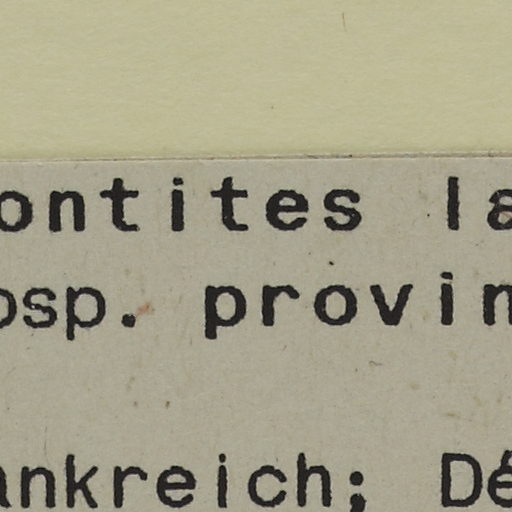 ontites la
osp. provin
ankreich; Dé